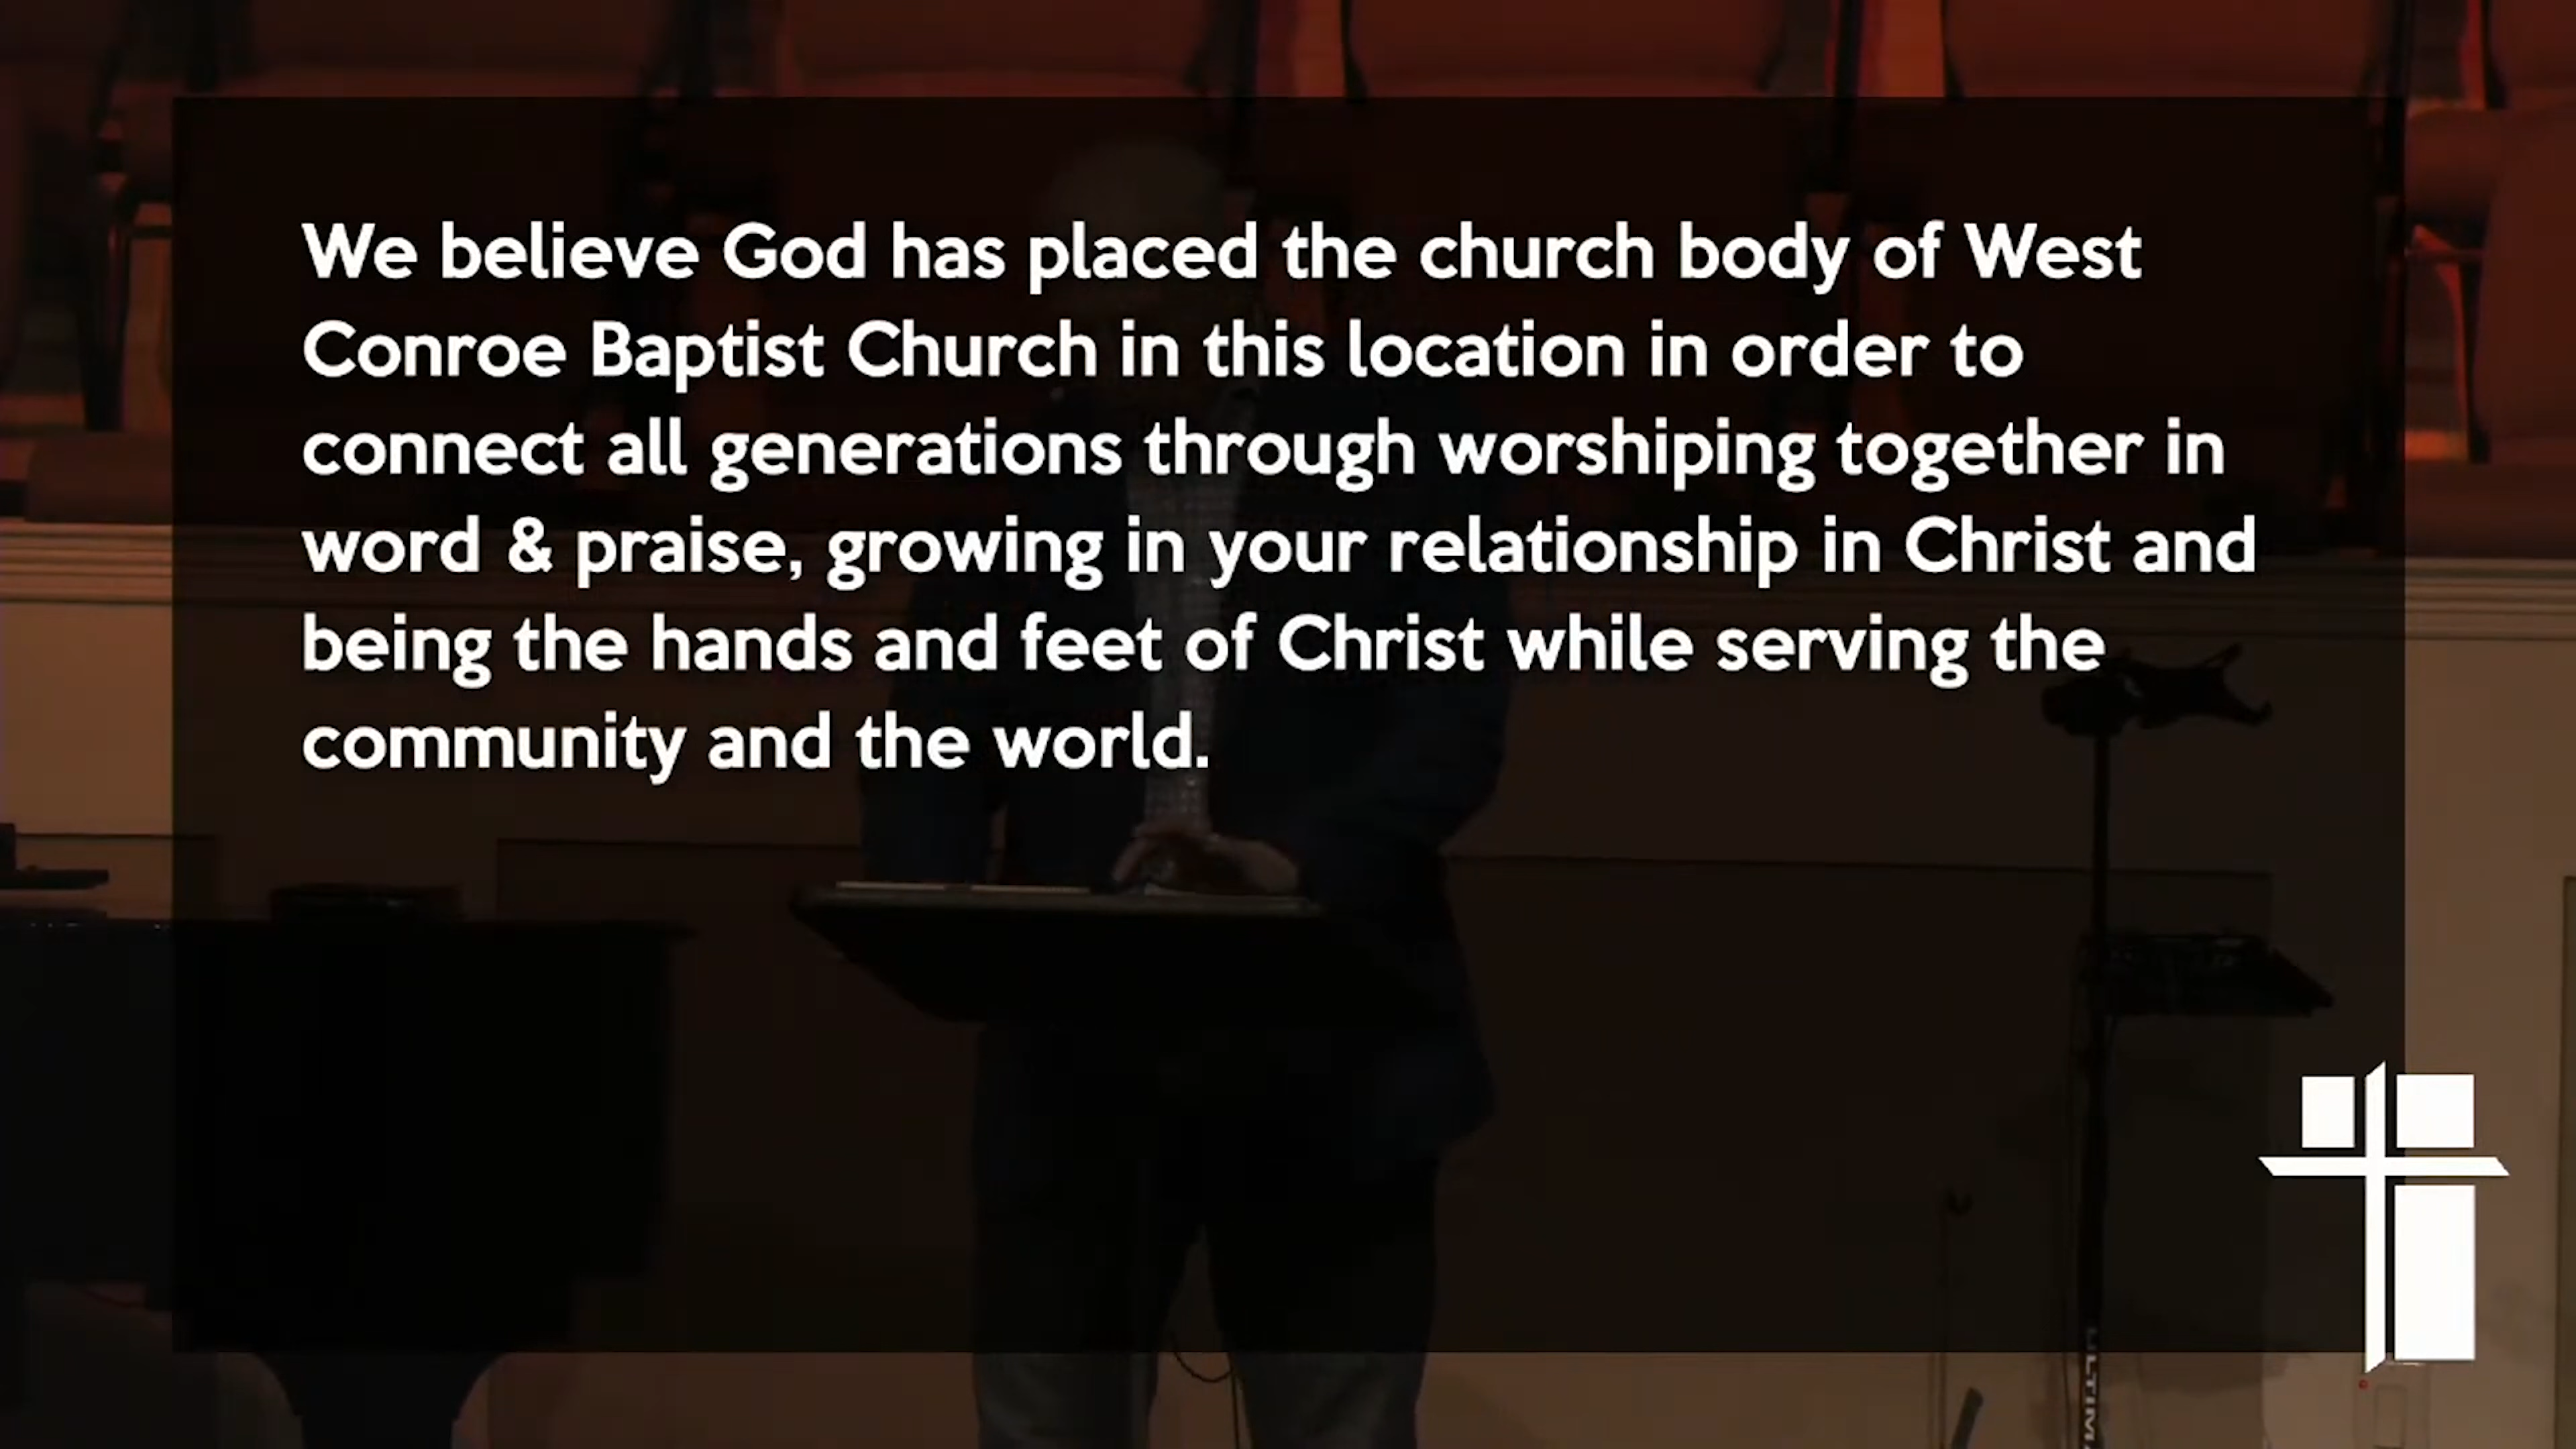 We believe God has placed the church body of West
Conroe Baptist Church in this location in order to
connect all generations through worshiping together in
word & praise, growing in your relationship in Christ and
being the hands and feet of Christ while serving the
community and the world.